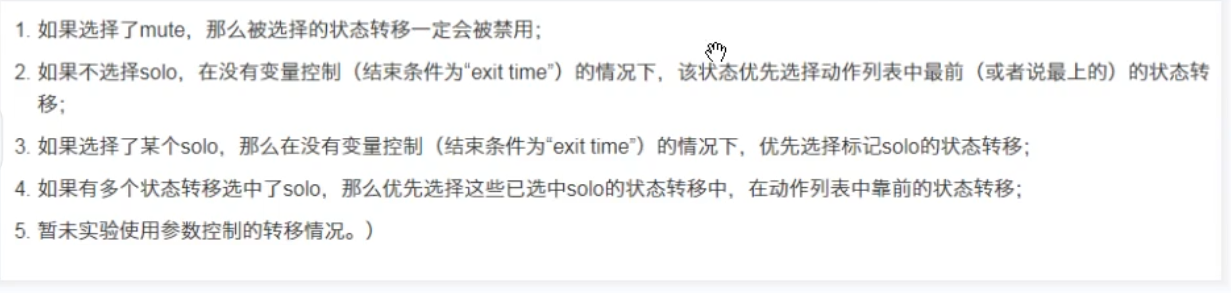 1. 如果选择了mute，那么被选择的状态转移一定会被禁用；
2. 如果不选择solo，在没有变量控制（结束条件为“exit time”）的情况下，该状态优先选择动作列表中最前（或者说最上的）的状态转
移；
3. 如果选择了某个solo，那么在没有变量控制（结束条件为“exit time”）的情况下，优先选择标记solo的状态转移；
4. 如果有多个状态转移选中了solo，那么优先选择这些已选中solo的状态转移中，在动作列表中靠前的状态转移；
5. 暂未实验使用参数控制的转移情况。）